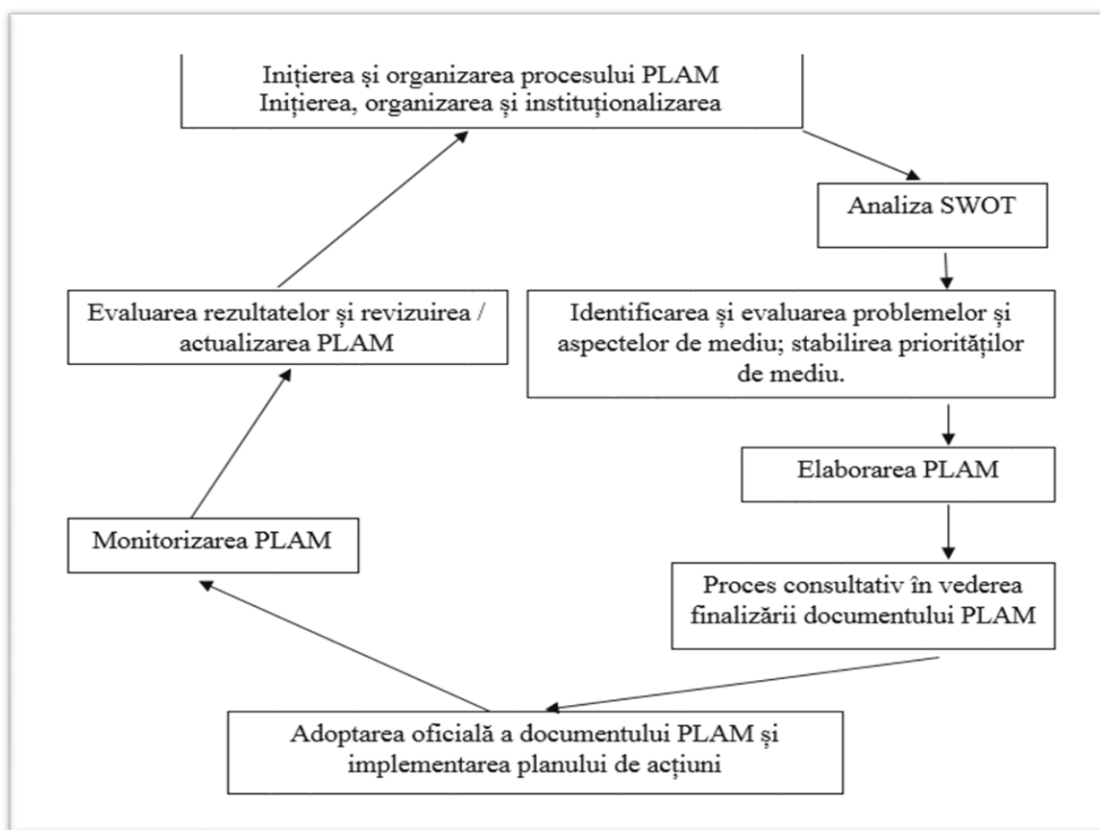 Inițierea și organizarea procesului PLAM
Inițierea, organizarea și instituționalizarea
Analiza SWOT
Identificarea și evaluarea problemelor și
aspectelor de mediu; stabilirea priorităților
de mediu.
Elaborarea PLAM
Proces consultativ în vederea
finalizării documentului PLAM
Adoptarea oficială a documentului PLAM și
implementarea planului de acțiuni
Monitorizarea PLAM
Evaluarea rezultatelor și revizuirea /
actualizarea PLAM